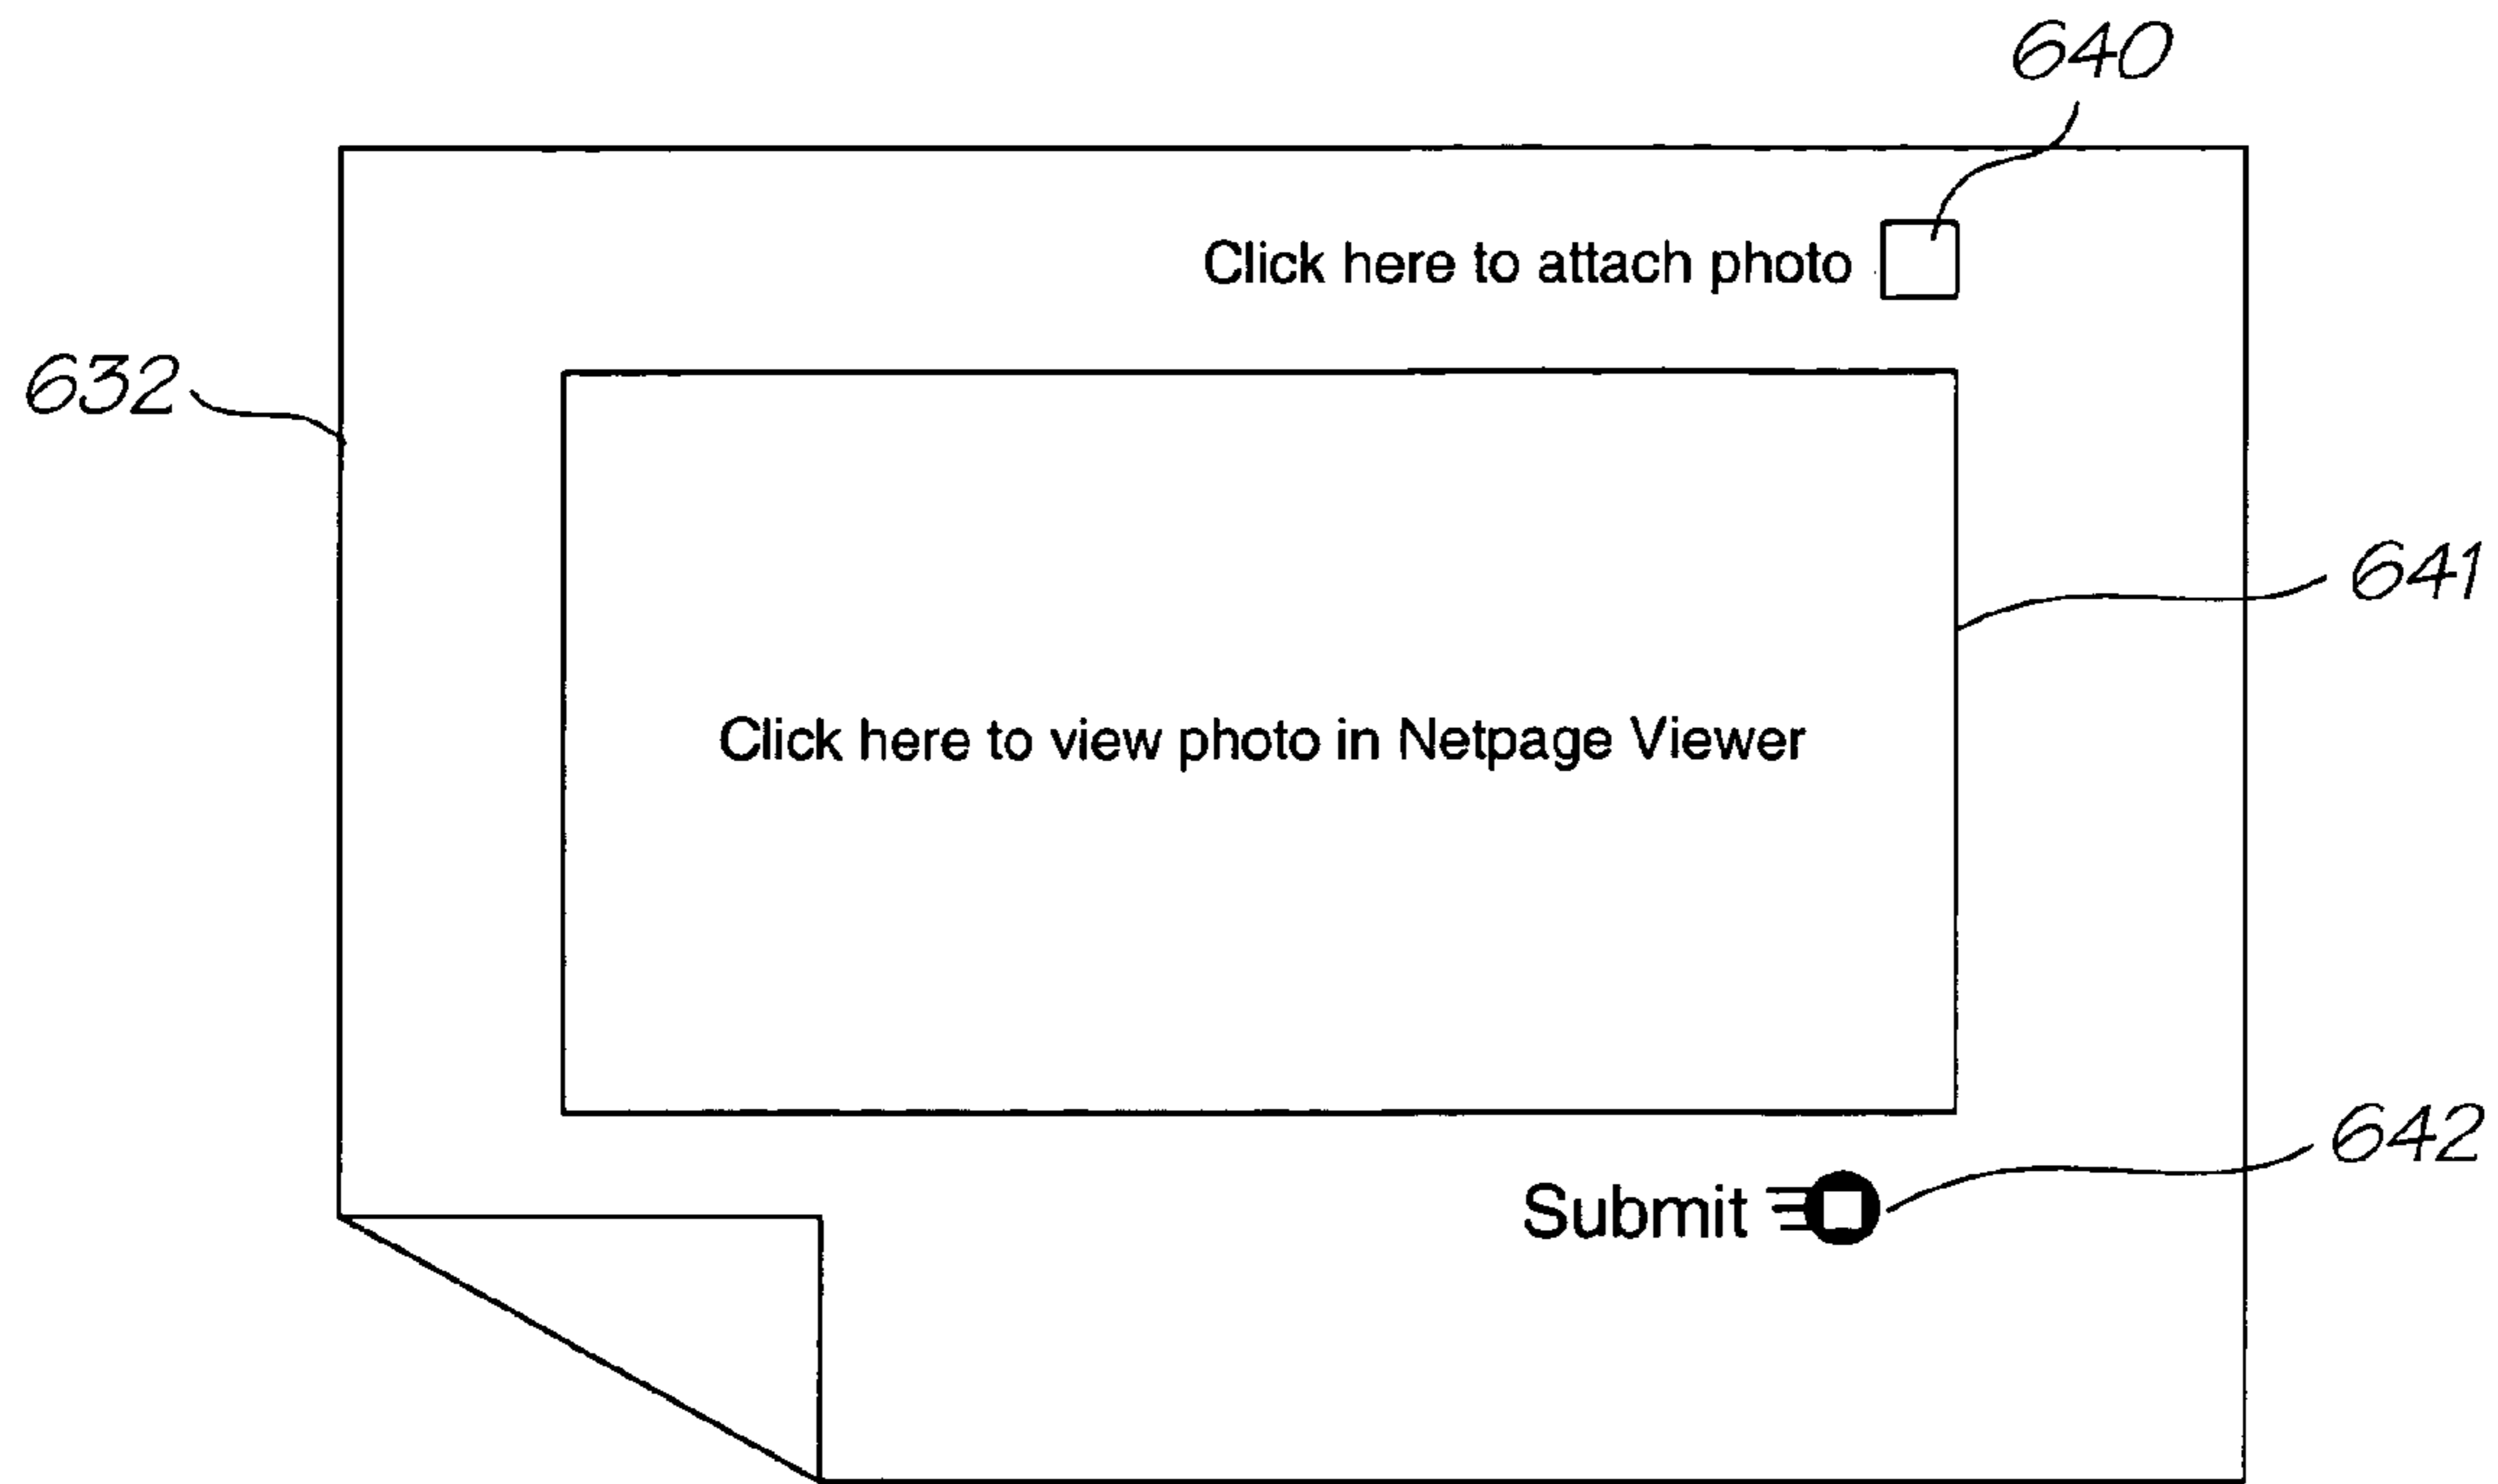 640
Click here to attach photo
632
641
Click here to view photo in Netpage Viewer
642
Submit